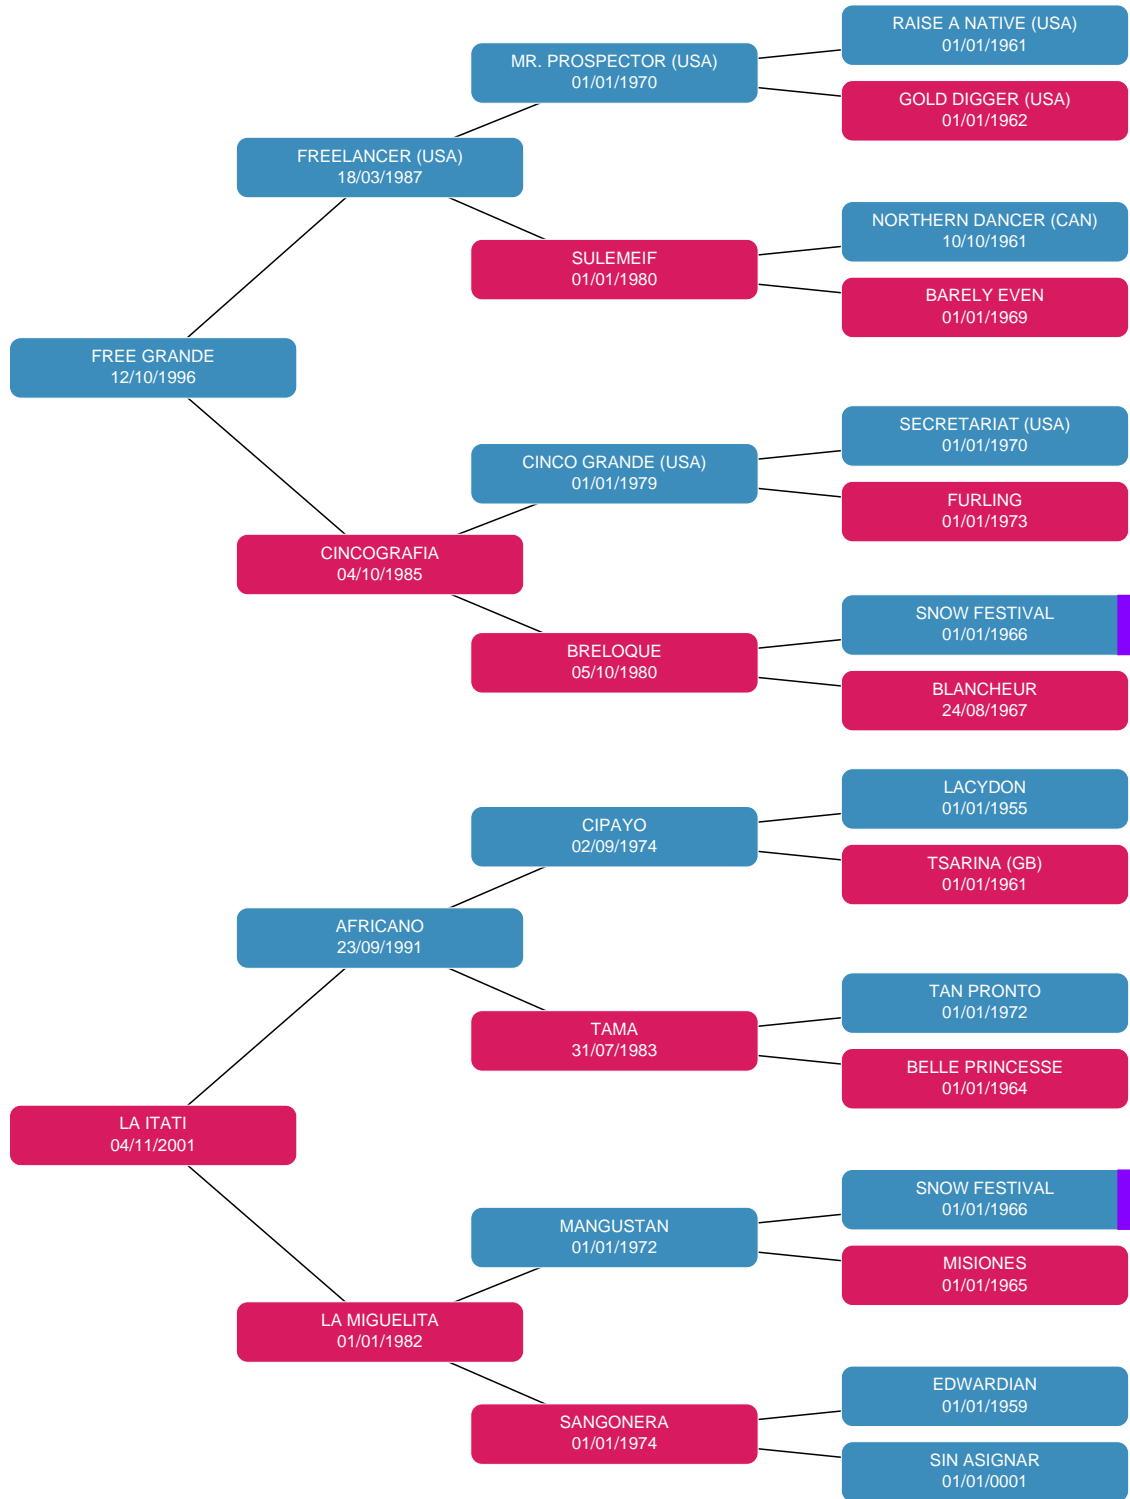 RAISE A NATIVE (USA)
01/01/1961
MR. PROSPECTOR (USA)
01/01/1970
GOLD DIGGER (USA)
01/01/1962
FREELANCER (USA)
18/03/1987
NORTHERN DANCER (CAN)
10/10/1961
SULEMEIF
01/01/1980
BARELY EVEN
01/01/1969
FREE GRANDE
12/10/1996
SECRETARIAT (USA)
01/01/1970
CINCO GRANDE (USA)
01/01/1979
FURLING
01/01/1973
CINCOGRAFIA
04/10/1985
SNOW FESTIVAL
01/01/1966
BRELOQUE
05/10/1980
BLANCHEUR
24/08/1967
LACYDON
01/01/1955
CIPAYO
02/09/1974
TSARINA (GB)
01/01/1961
AFRICANO
23/09/1991
TAN PRONTO
01/01/1972
TAMA
31/07/1983
BELLE PRINCESSE
01/01/1964
LA ITATI
04/11/2001
SNOW FESTIVAL
01/01/1966
MANGUSTAN
01/01/1972
MISIONES
01/01/1965
LA MIGUELITA
01/01/1982
EDWARDIAN
01/01/1959
SANGONERA
01/01/1974
SIN ASIGNAR
01/01/0001